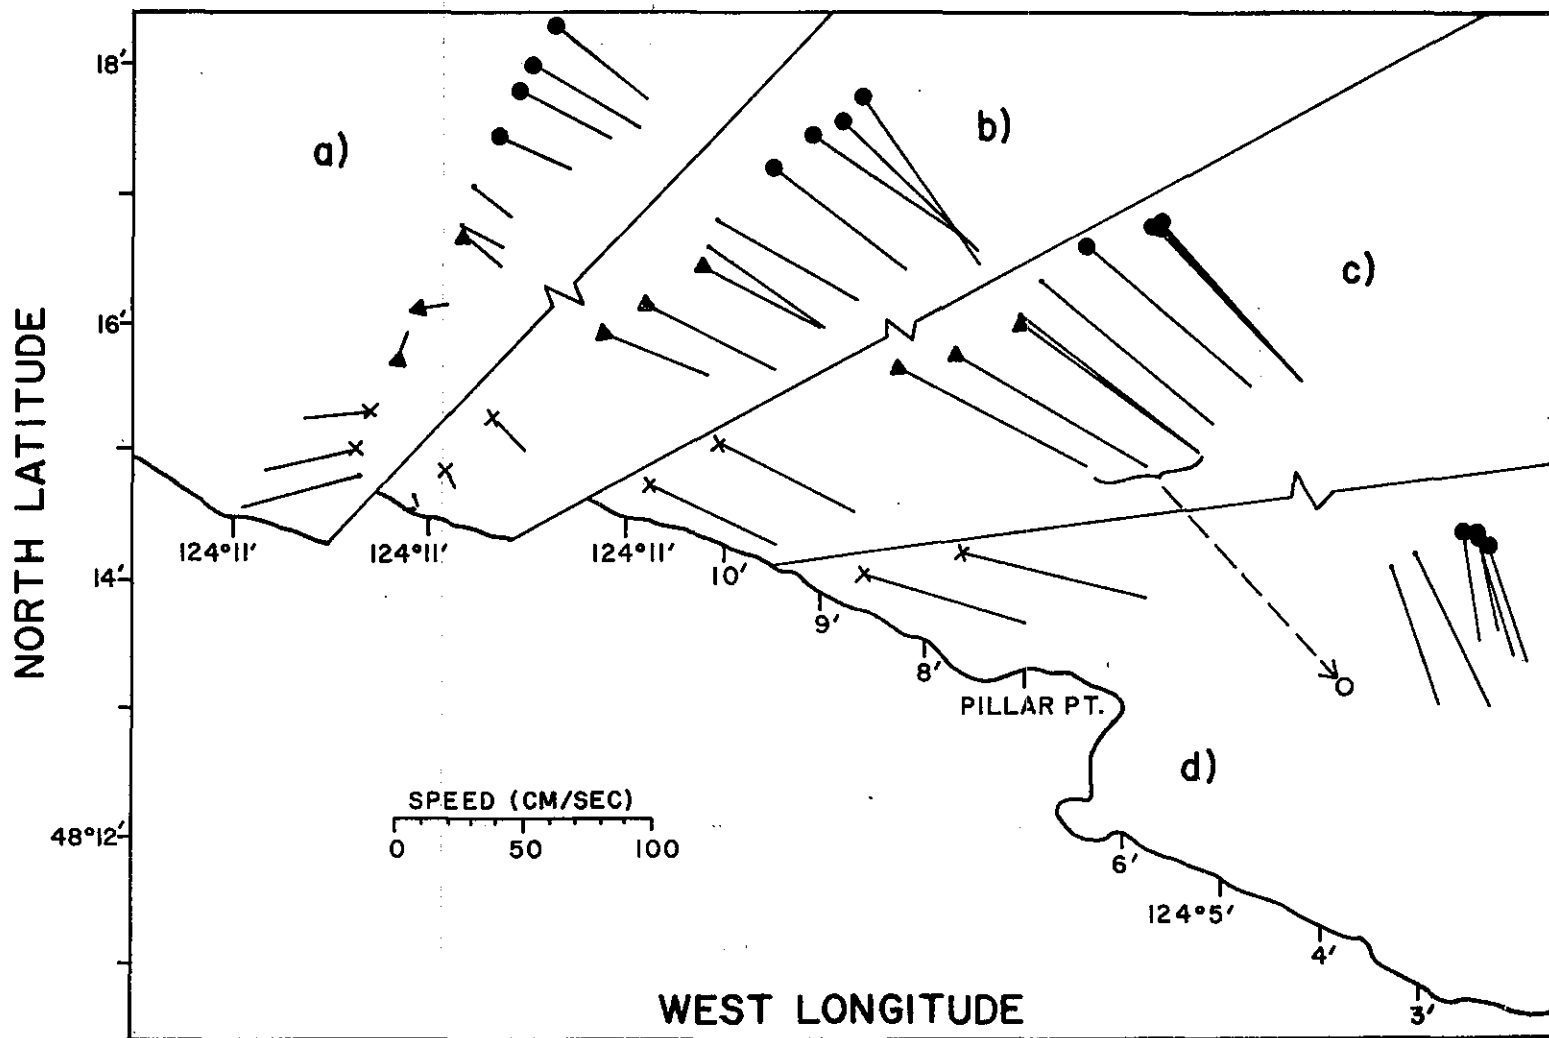 18'
a)
b)
c)
16'
NORTH LATITUDE
124°11'
124°11'
124°11'
10'
14'
9'
8'
PILLAR PT.
d)
SPEED (CM/SEC)
0 50 100
48°12'
6'
124°5'
4'
WEST LONGITUDE
3'